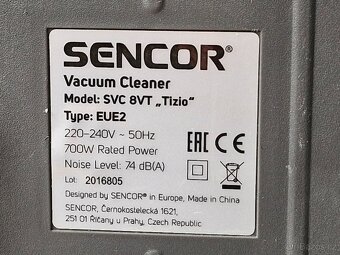 SENCOR®
Vacuum Cleaner
Model: SVC 8VT „Tizio"
Type: EUE2
220-240V ~ 50Hz
700W Rated Power
Noise Level: 74 dB(A)
Lot: 2016805
EAC CE
Designed by SENCOR® in Europe, Made in China
SENCOR, Černokostelecká 1621,
251 01 Říčany u Prahy, Czech Republic